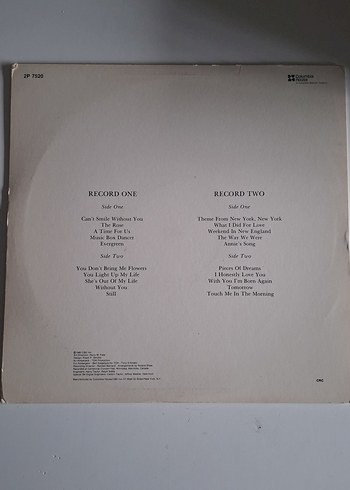 2P 7520
Columbia
House
RECORD ONE
Side One
Can't Smile Without You
The Rose
A Time For Us
Music Box Dancer
Evergreen
Side Two
You Don't Bring Me Flowers
You Light Up My Life
She's Out Of My Life
Without You
Still
RECORD TWO
Side One
Theme From New York, New York
What I Did For Love
Weekend In New England
The Way We Were
Annie's Song
Side Two
Pieces Of Dreams
I Honestly Love You
With You I'm Born Again
Tomorrow
Touch Me In The Morning